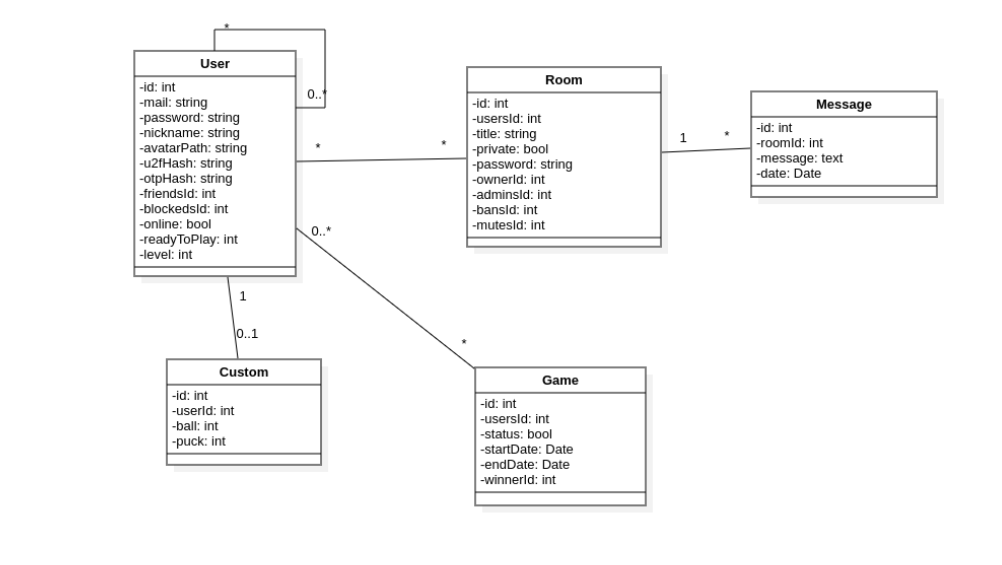 *
User
-id: int
-mail: string
-password: string
-nickname: string
-avatarPath: string
-u2fHash: string
-otpHash: string
-friendsId: int
-blockedsId: int
-online: bool
-readyToPlay: int
-level: int
0..*
*
*
Room
-id: int
-usersId: int
-title: string
-private: bool
-password: string
-ownerId: int
-adminsId: int
-bansId: int
-mutesId: int
1
*
Message
-id: int
-roomId: int
-message: text
-date: Date
0..*
*
1
0..1
Custom
-id: int
-userId: int
-ball: int
-puck: int
Game
-id: int
-usersId: int
-status: bool
-startDate: Date
-endDate: Date
-winnerId: int